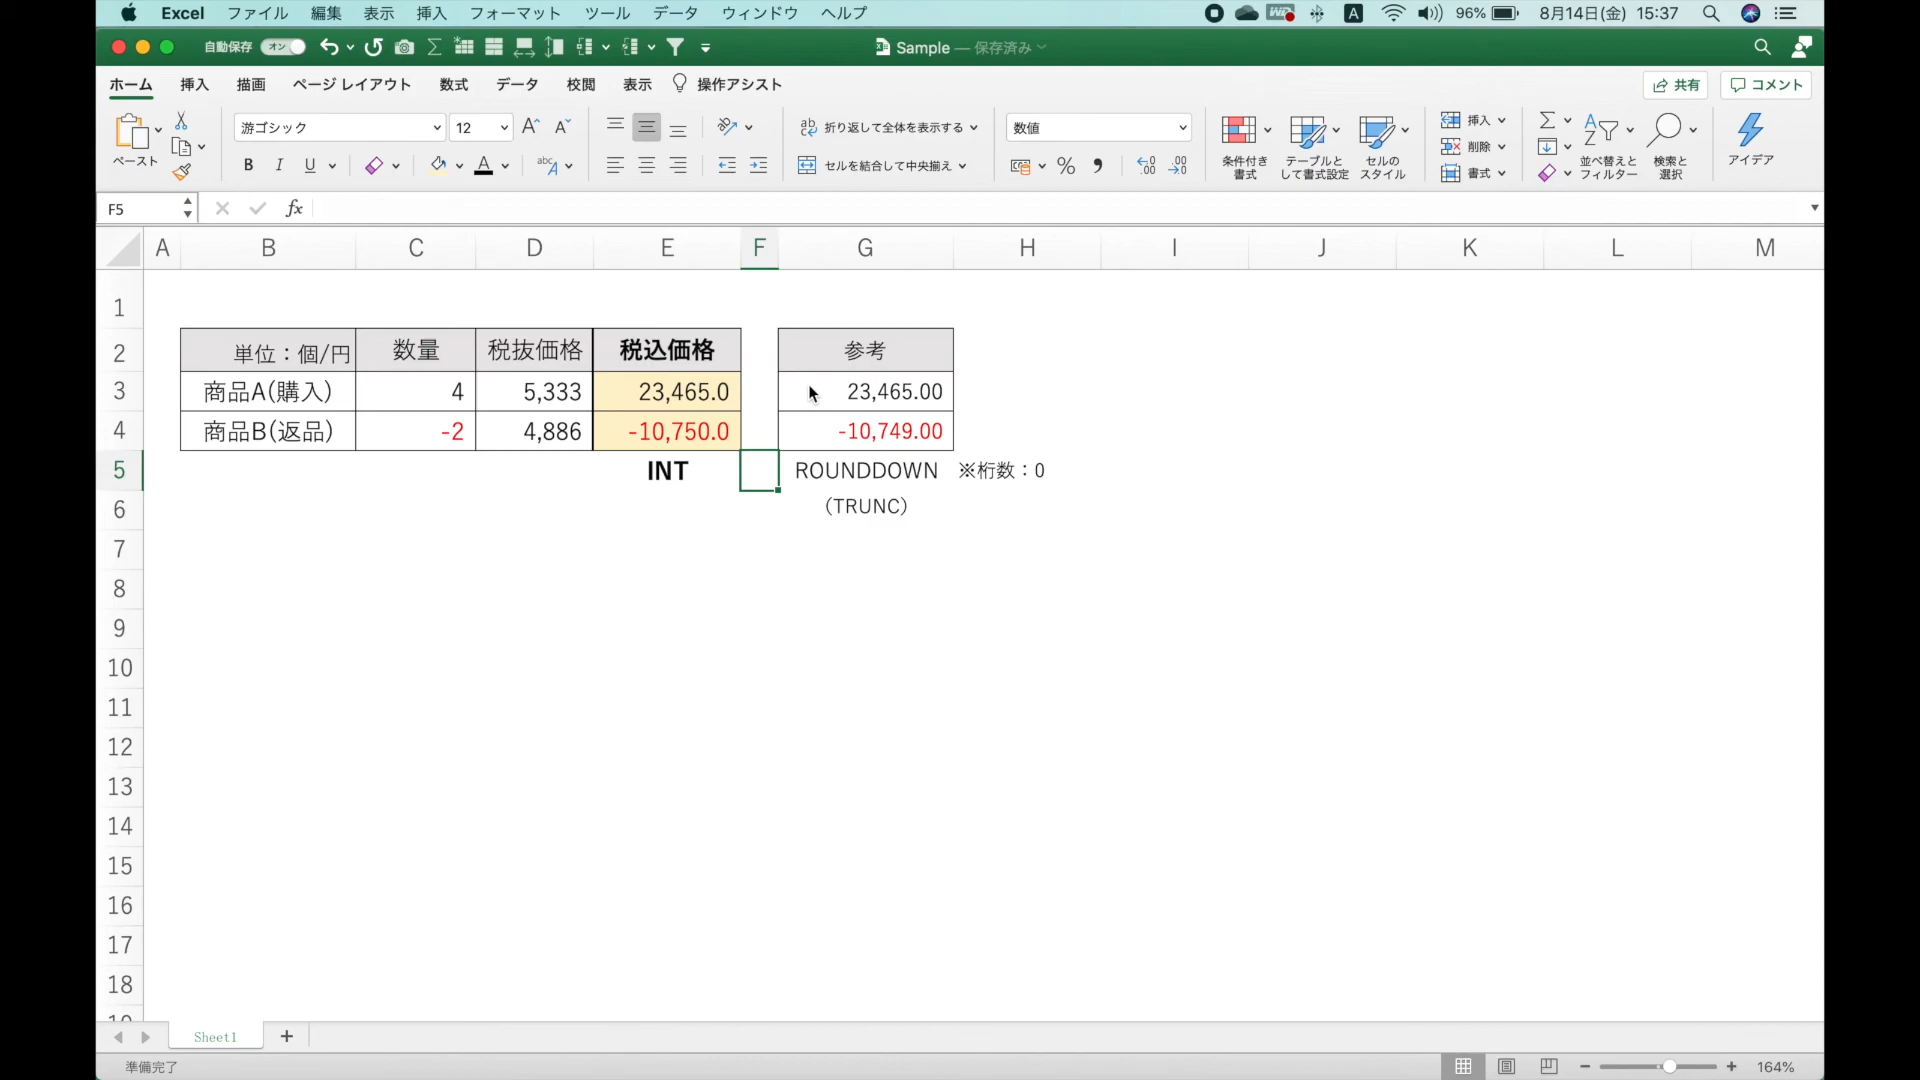 Excel ファイル 編集 表示 挿入 フォーマット ツール データ ウィンドウ ヘルプ A 96% 8月14日(金) 15:37
自動保存 オン Sample — 保存済み
ホーム 挿入 描画 ページ レイアウト 数式 データ 校閲 表示 操作アシスト 共有 コメント
ペースト 游ゴシック 12 折り返して全体を表示する 数値 条件付き書式 テーブルとして書式設定 セルのスタイル 挿入 並べ替えとフィルター 検索と選択 アイデア
B I U セルを結合して中央揃え % 削除
書式
F5 fx
A B C D E F G H I J K L M
1
2 単位：個/円 数量 税抜価格 税込価格 参考
3 商品A(購入) 4 5,333 23,465.0 23,465.00
4 商品B(返品) -2 4,886 -10,750.0 -10,749.00
5 INT ROUNDDOWN ※桁数：0
6 （TRUNC）
7
8
9
10
11
12
13
14
15
16
17
18
Sheet1 +
準備完了 164%